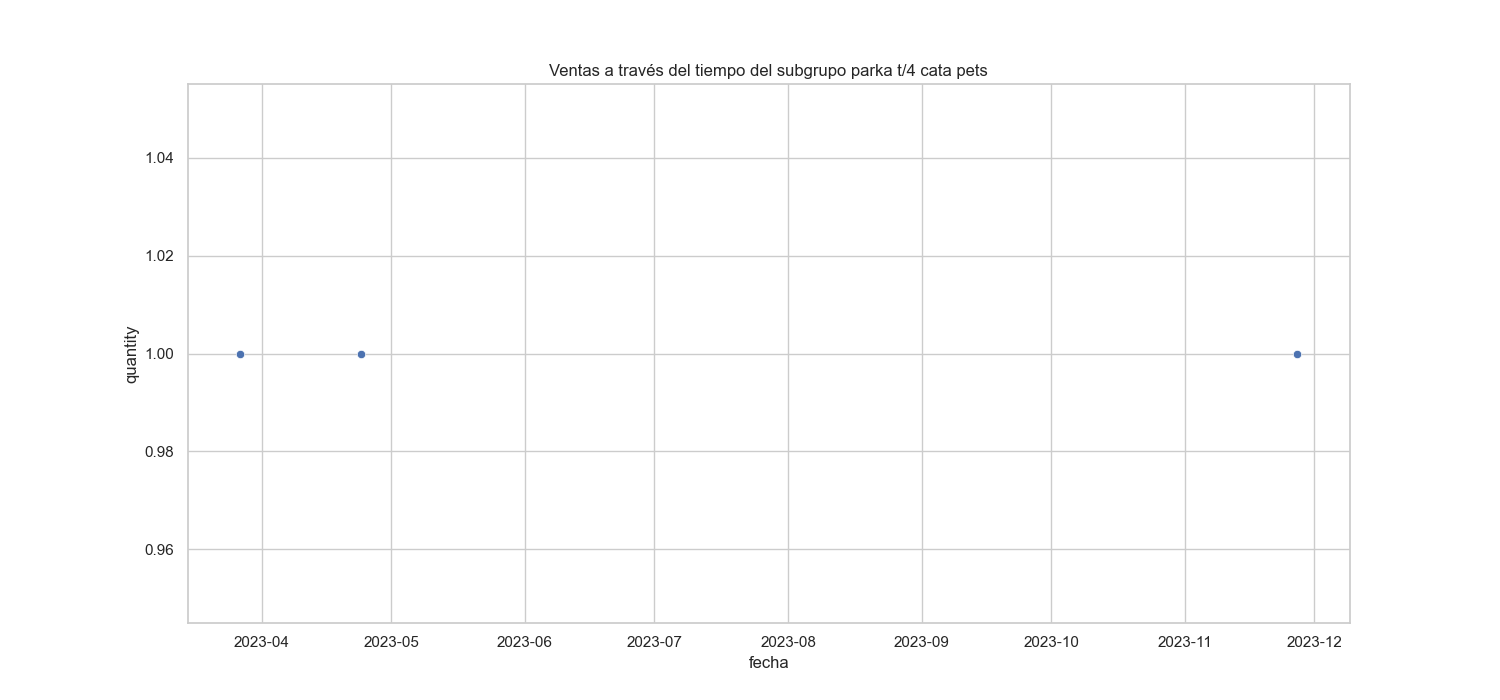 Ventas a través del tiempo del subgrupo parka t/4 cata pets
1.04
1.02
1.00
0.98
0.96
quantity
2023-04 2023-05 2023-06 2023-07 2023-08 2023-09 2023-10 2023-11 2023-12
fecha